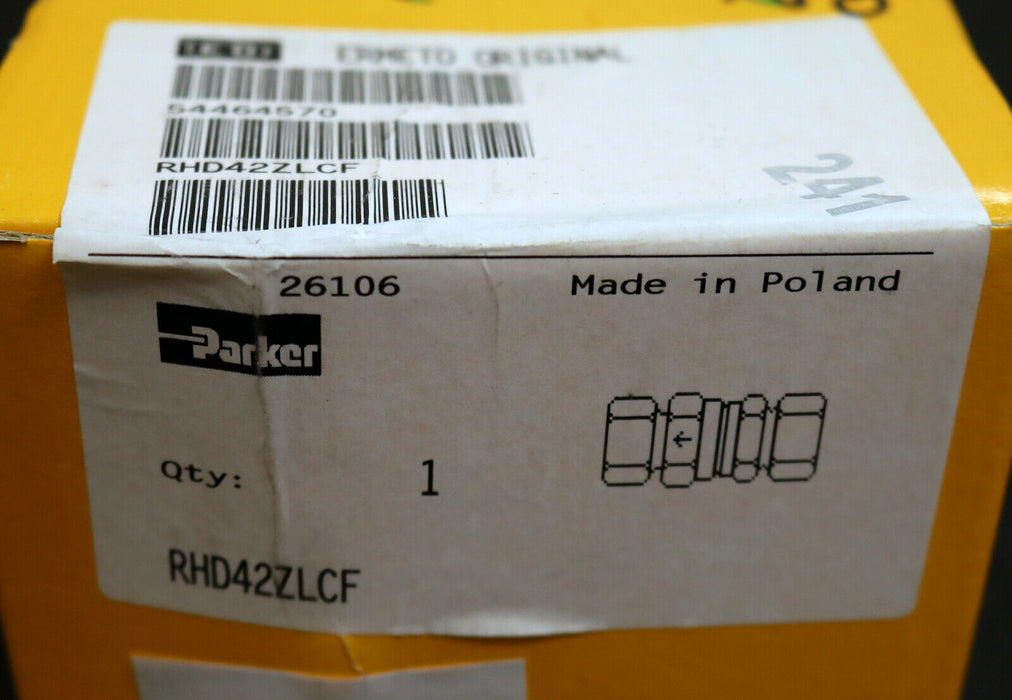 ERMETO ORIGINAL
54464570
RHD42ZLCF
241
26106 Made in Poland
Parker
Qty: 1
RHD42ZLCF